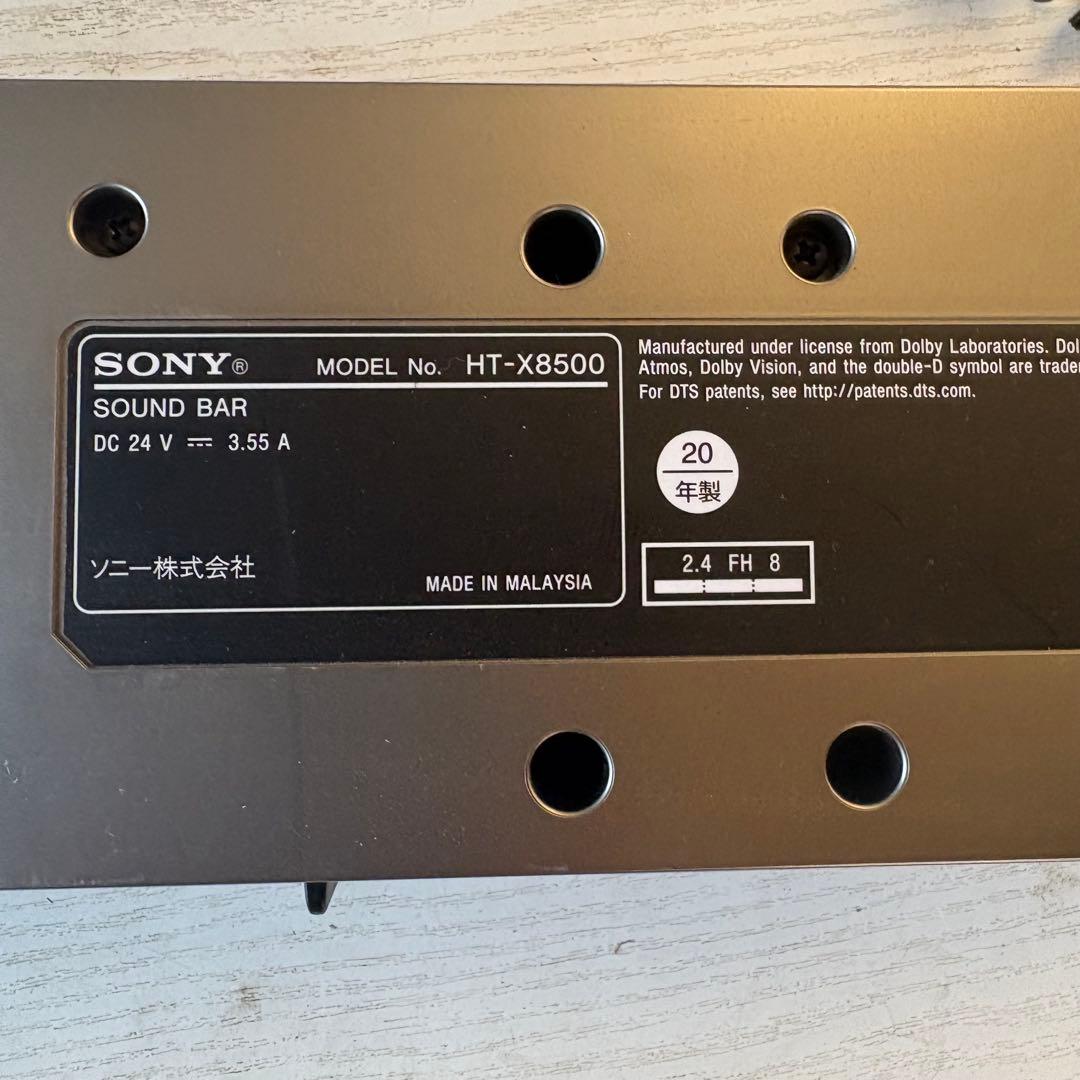 SONY® MODEL No. HT-X8500
SOUND BAR
DC 24 V ⎓ 3.55 A
ソニー株式会社
MADE IN MALAYSIA
Manufactured under license from Dolby Laboratories. Dol
Atmos, Dolby Vision, and the double-D symbol are trade
For DTS patents, see http://patents.dts.com.
20
年製
2.4 FH 8